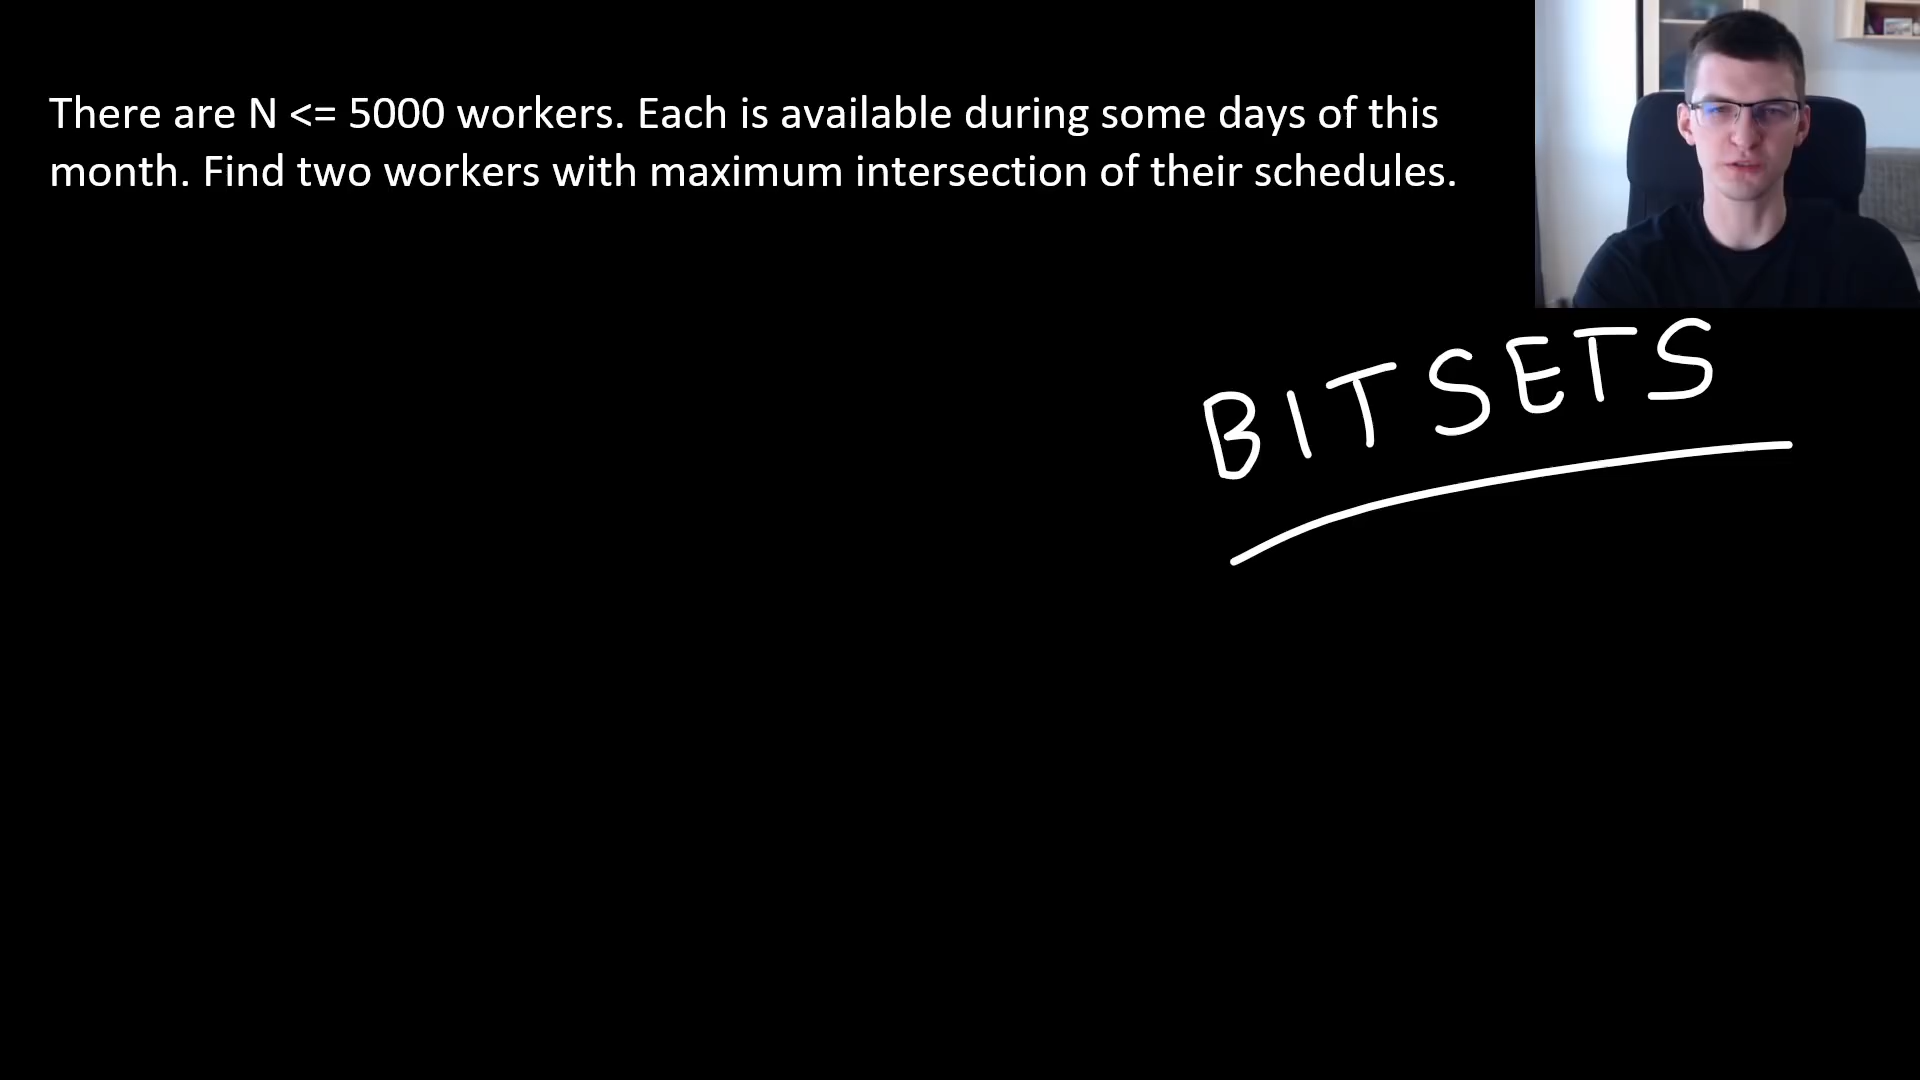 There are N <= 5000 workers. Each is available during some days of this
month. Find two workers with maximum intersection of their schedules.
BITSETS